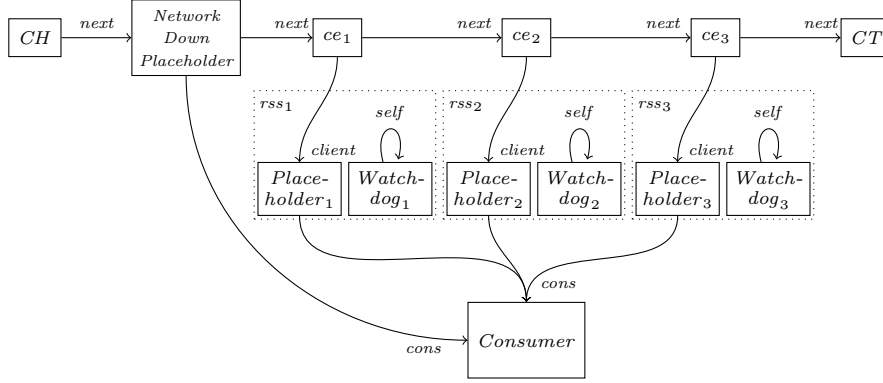 next
next
next
next
next
CH
Network
Down
Placeholder
ce₁
ce₂
ce₃
CT
rss₁
self
rss₂
self
rss₃
self
client
client
client
Place-
holder₁
Watch-
dog₁
Place-
holder₂
Watch-
dog₂
Place-
holder₃
Watch-
dog₃
cons
Consumer
cons